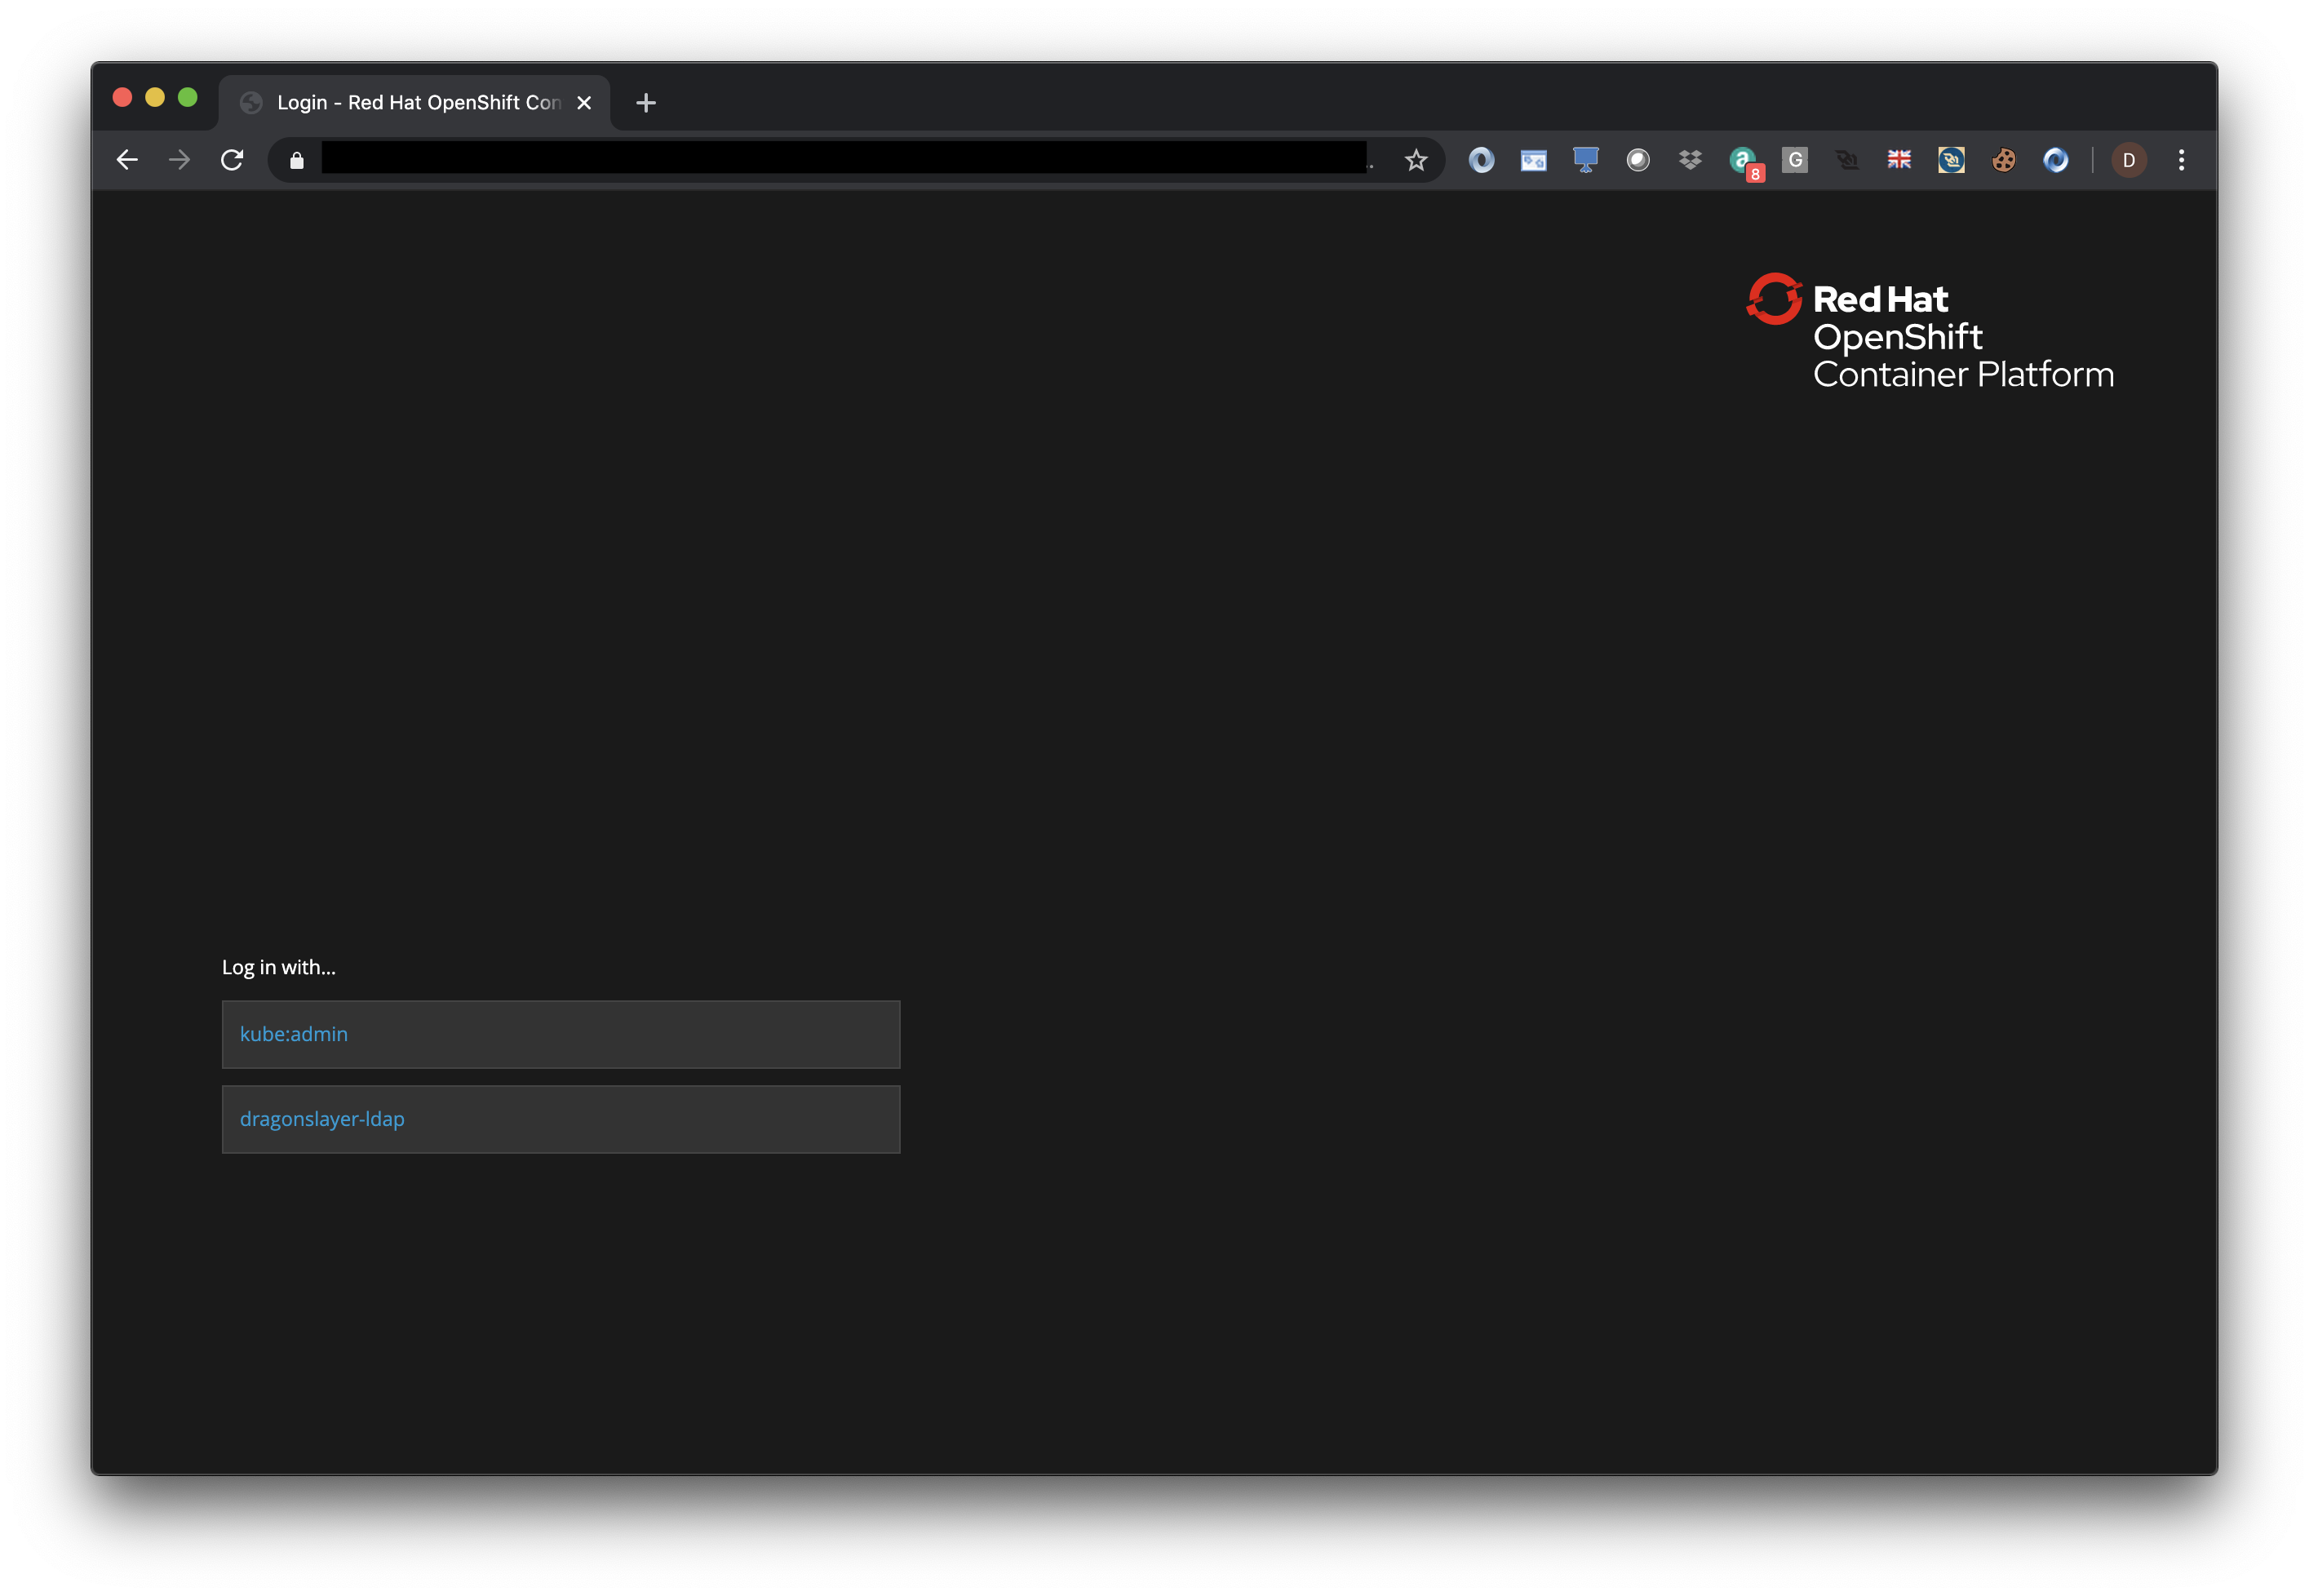 Login - Red Hat OpenShift Con
a
8
G
D
Red Hat
OpenShift
Container Platform
Log in with...
kube:admin
dragonslayer-ldap